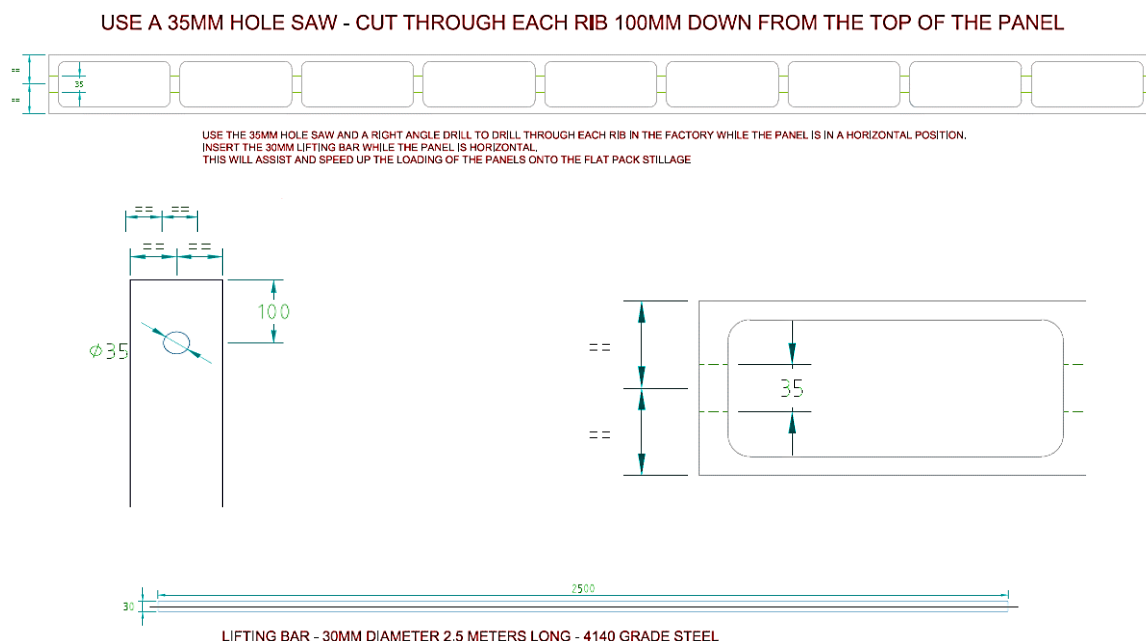 USE A 35MM HOLE SAW - CUT THROUGH EACH RIB 100MM DOWN FROM THE TOP OF THE PANEL
==
35
==
USE THE 35MM HOLE SAW AND A RIGHT ANGLE DRILL TO DRILL THROUGH EACH RIB IN THE FACTORY WHILE THE PANEL IS IN A HORIZONTAL POSITION.
INSERT THE 30MM LIFTING BAR WHILE THE PANEL IS HORIZONTAL.
THIS WILL ASSIST AND SPEED UP THE LOADING OF THE PANELS ONTO THE FLAT PACK STILLAGE
== ==
== ==
100
Ø35
==
35
==
2500
30
LIFTING BAR - 30MM DIAMETER 2.5 METERS LONG - 4140 GRADE STEEL